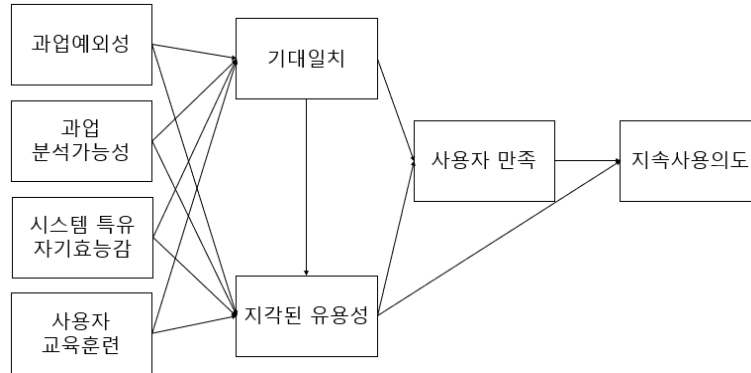 과업예외성
기대일치
과업
분석가능성
사용자 만족
지속사용의도
시스템 특유
자기효능감
지각된 유용성
사용자
교육훈련